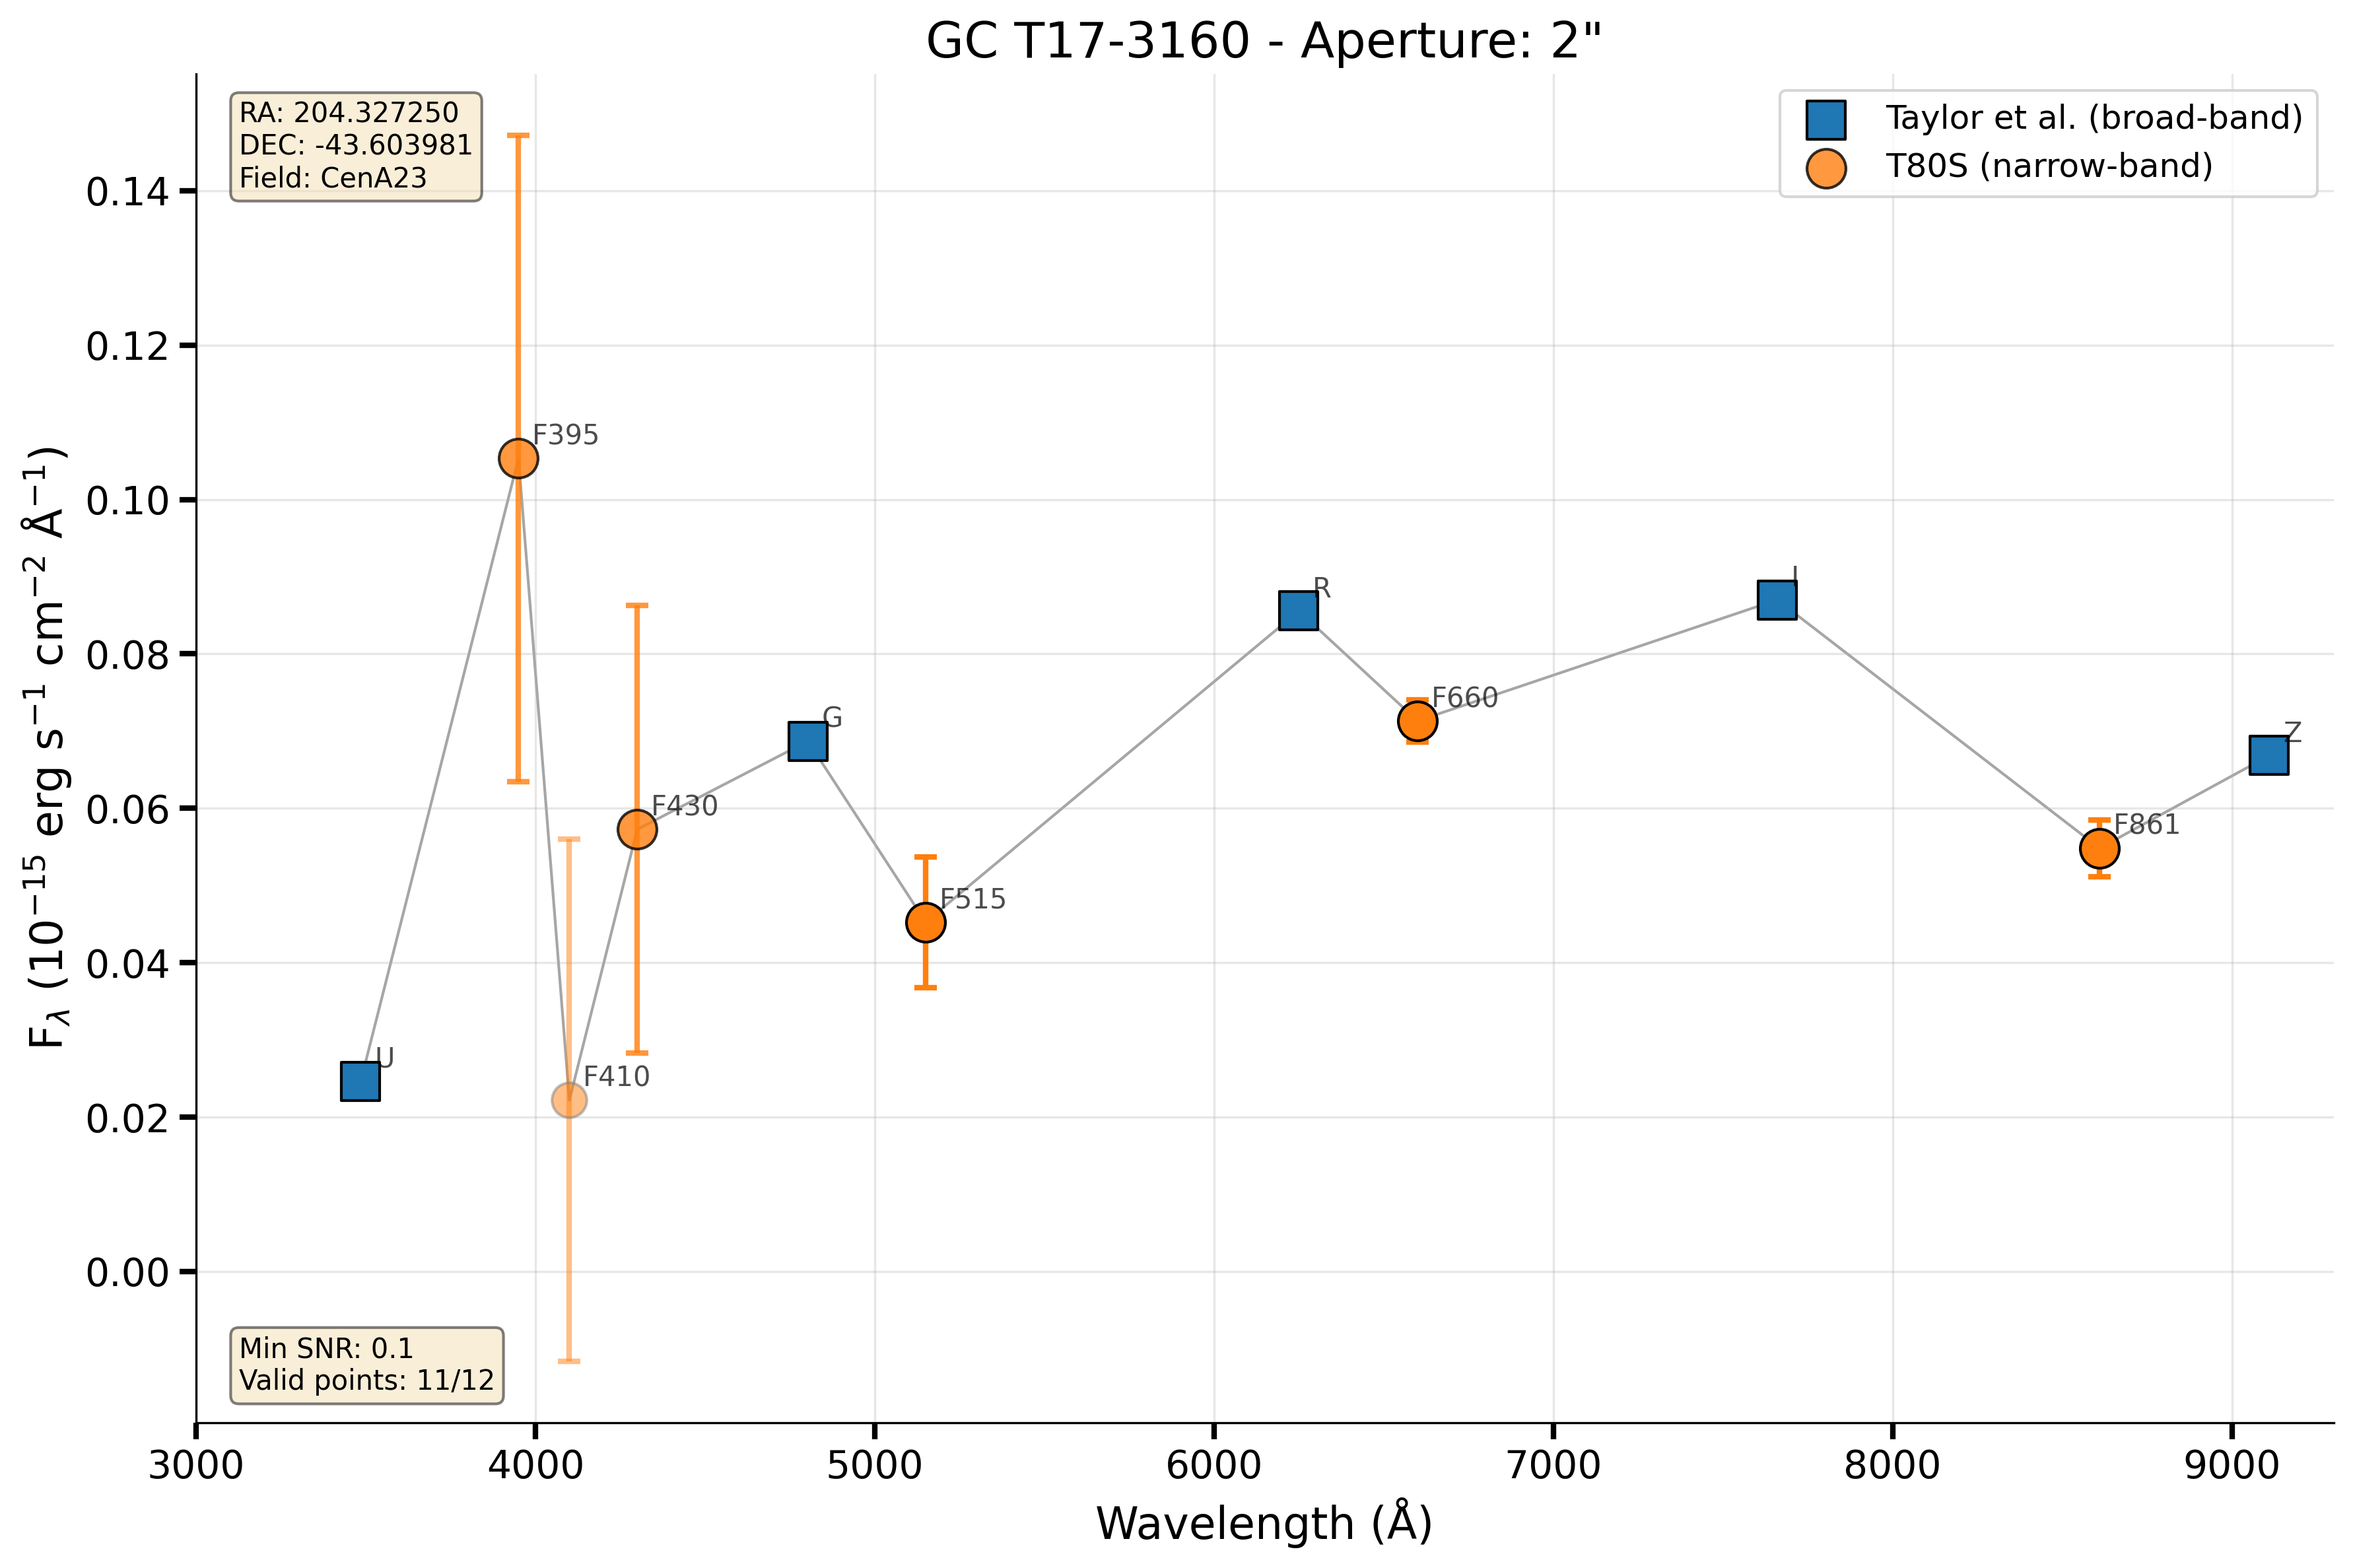 GC T17-3160 - Aperture: 2"
RA: 204.327250
DEC: -43.603981
Field: CenA23
Taylor et al. (broad-band)
T80S (narrow-band)
0.14
0.12
0.10
0.08
0.06
0.04
0.02
0.00
F_λ (10⁻¹⁵ erg s⁻¹ cm⁻² Å⁻¹)
U
F395
F410
F430
G
F515
R
F660
I
F861
Z
Min SNR: 0.1
Valid points: 11/12
3000 4000 5000 6000 7000 8000 9000
Wavelength (Å)